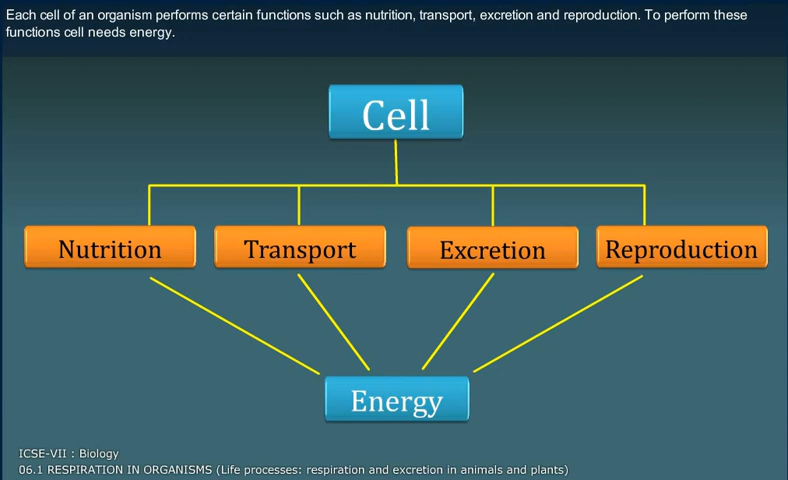 Each cell of an organism performs certain functions such as nutrition, transport, excretion and reproduction. To perform these
functions cell needs energy.
Cell
Nutrition
Transport
Excretion
Reproduction
Energy
ICSE-VII : Biology
06.1 RESPIRATION IN ORGANISMS (Life processes: respiration and excretion in animals and plants)